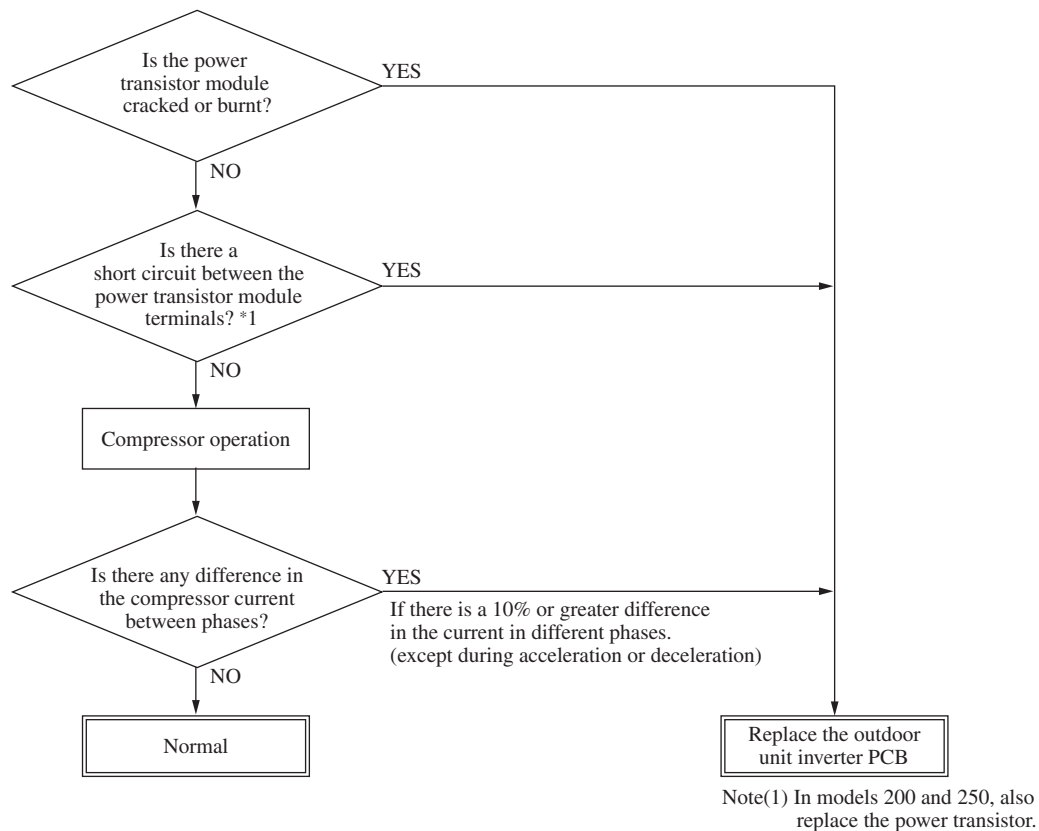 Is the power
transistor module
cracked or burnt?
YES
NO
Is there a
short circuit between the
power transistor module
terminals? *1
YES
NO
Compressor operation
Is there any difference in
the compressor current
between phases?
YES
If there is a 10% or greater difference
in the current in different phases.
(except during acceleration or deceleration)
NO
Normal
Replace the outdoor
unit inverter PCB
Note(1) In models 200 and 250, also
replace the power transistor.